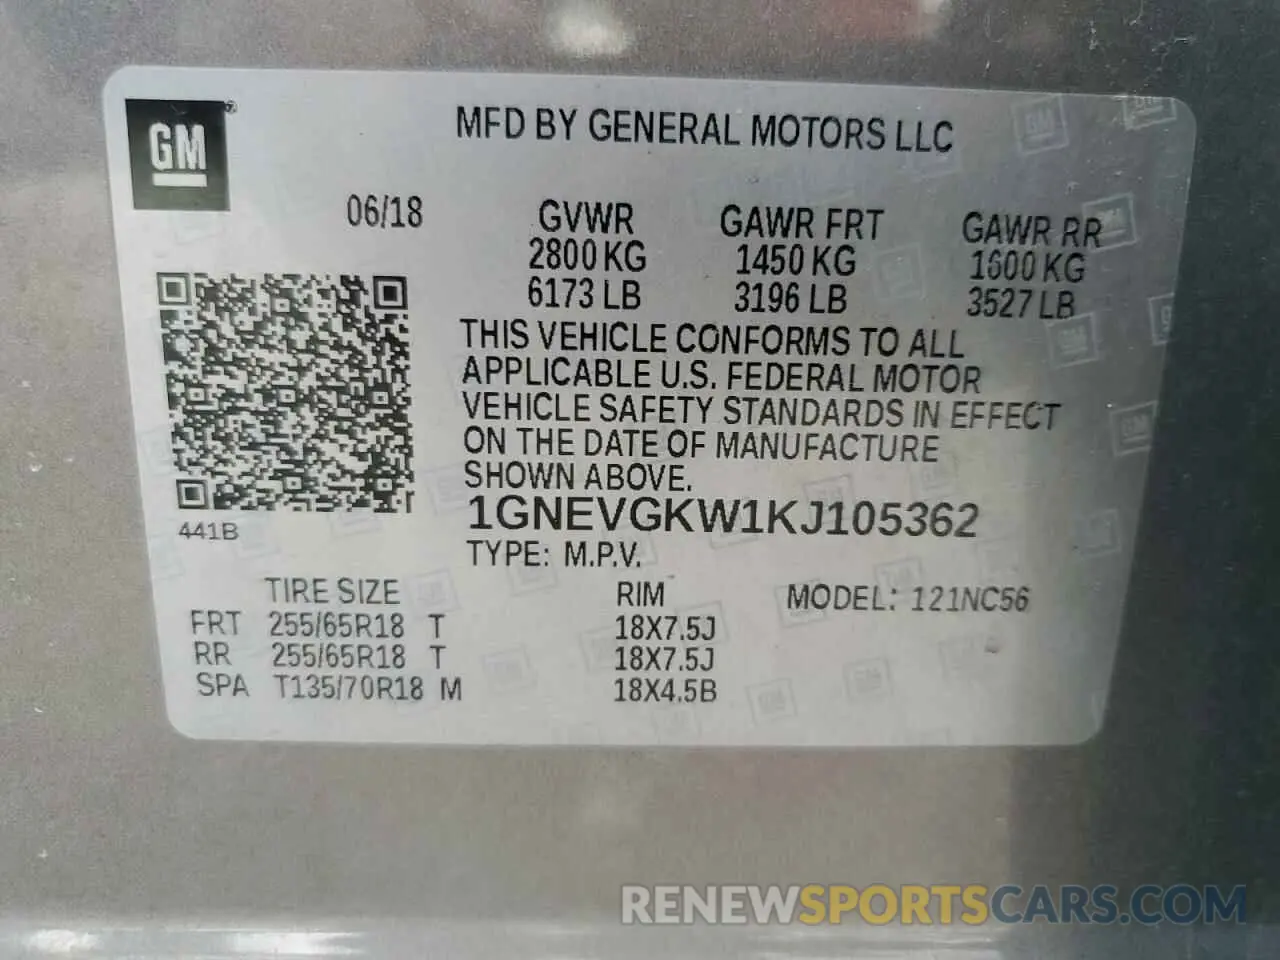 GM
MFD BY GENERAL MOTORS LLC
06/18 GVWR GAWR FRT GAWR RR
2800 KG 1450 KG 1600 KG
6173 LB 3196 LB 3527 LB
THIS VEHICLE CONFORMS TO ALL
APPLICABLE U.S. FEDERAL MOTOR
VEHICLE SAFETY STANDARDS IN EFFECT
ON THE DATE OF MANUFACTURE
SHOWN ABOVE.
1GNEVGKW1KJ105362
441B
TYPE: M.P.V.
TIRE SIZE RIM MODEL: 121NC56
FRT 255/65R18 T 18X7.5J
RR 255/65R18 T 18X7.5J
SPA T135/70R18 M 18X4.5B
RENEWSPORTSCARS.COM